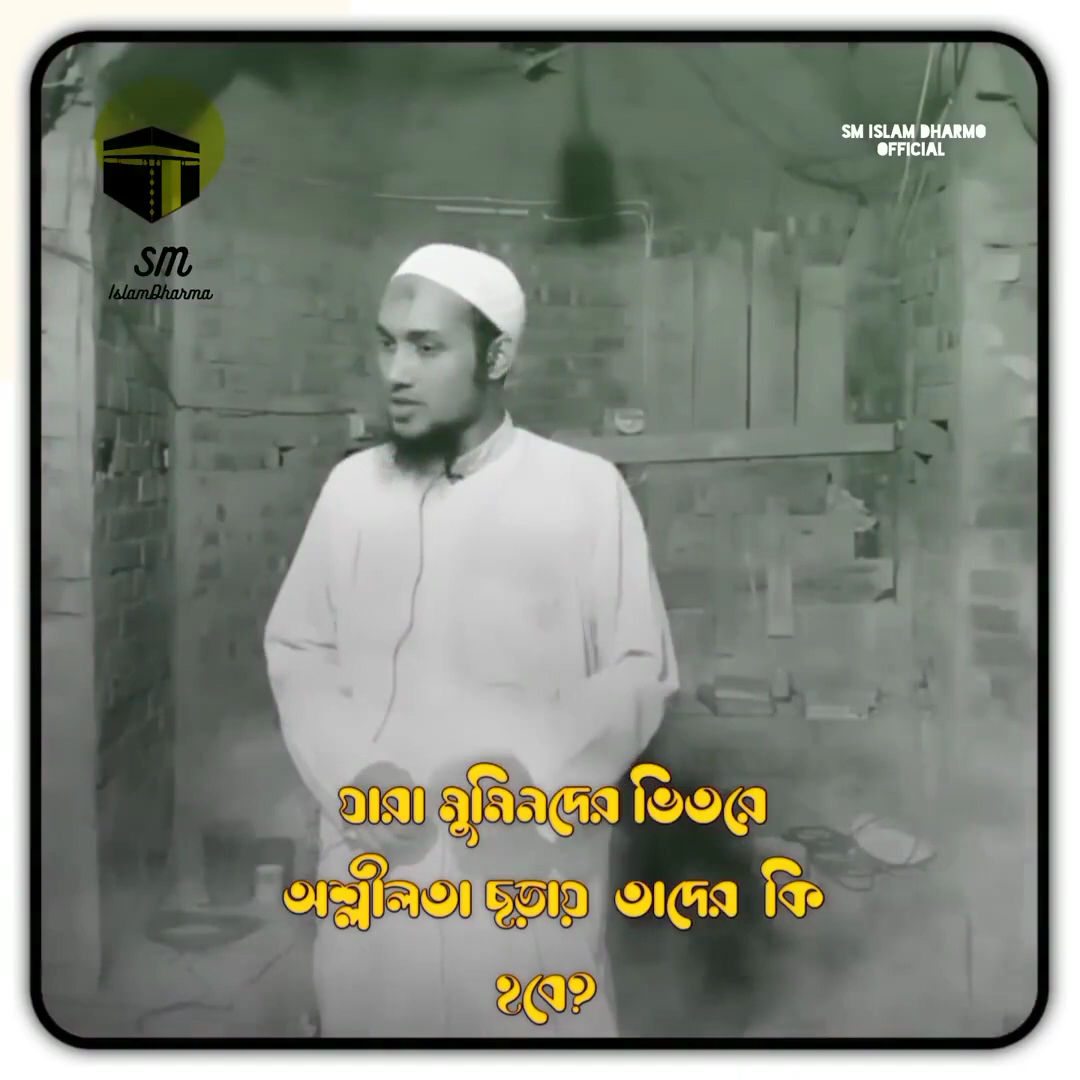 SM ISLAM DHARMO
OFFICIAL
SM
IslamDharma
যারা মুমিনদের ভিতরে
অশ্লীলতা ছড়ায় তাদের কি
হবে?